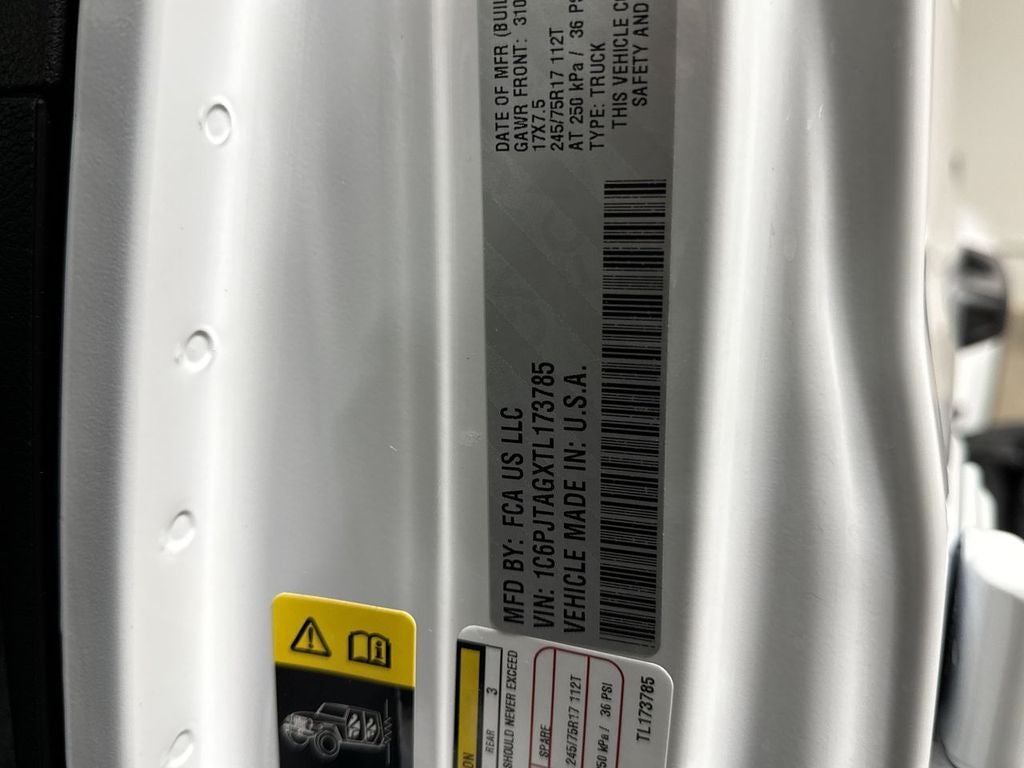 MFD BY: FCA US LLC
VIN: 1C6PJTAGXTL173785
VEHICLE MADE IN: U.S.A.
DATE OF MFR
GAWR FRONT: 310
17X7.5
245/75R17 112T
AT 250 kPa / 36
TYPE: TRUCK
THIS VEHICLE
SAFETY AND
REAR 3
SHOULD NEVER EXCEED
SPARE
245/75R17 112T
36 PSI
TL173785